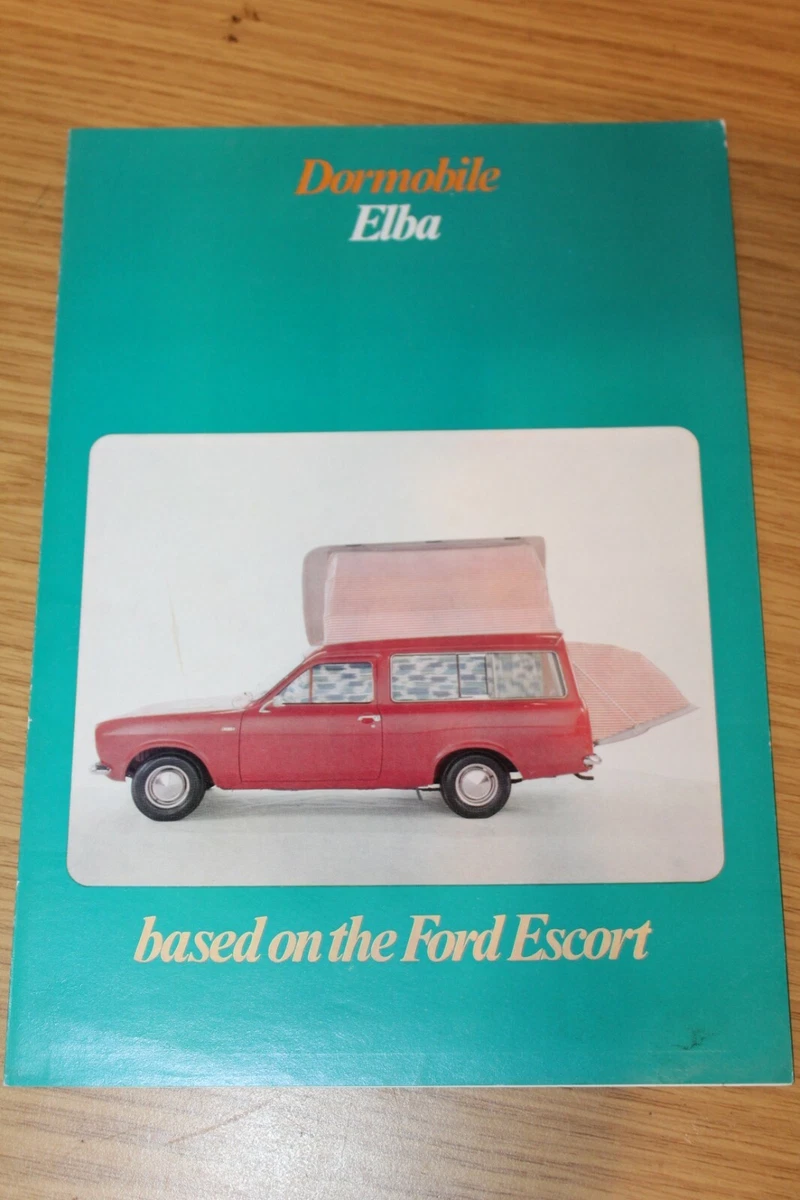 Dormobile
Elba
based on the Ford Escort